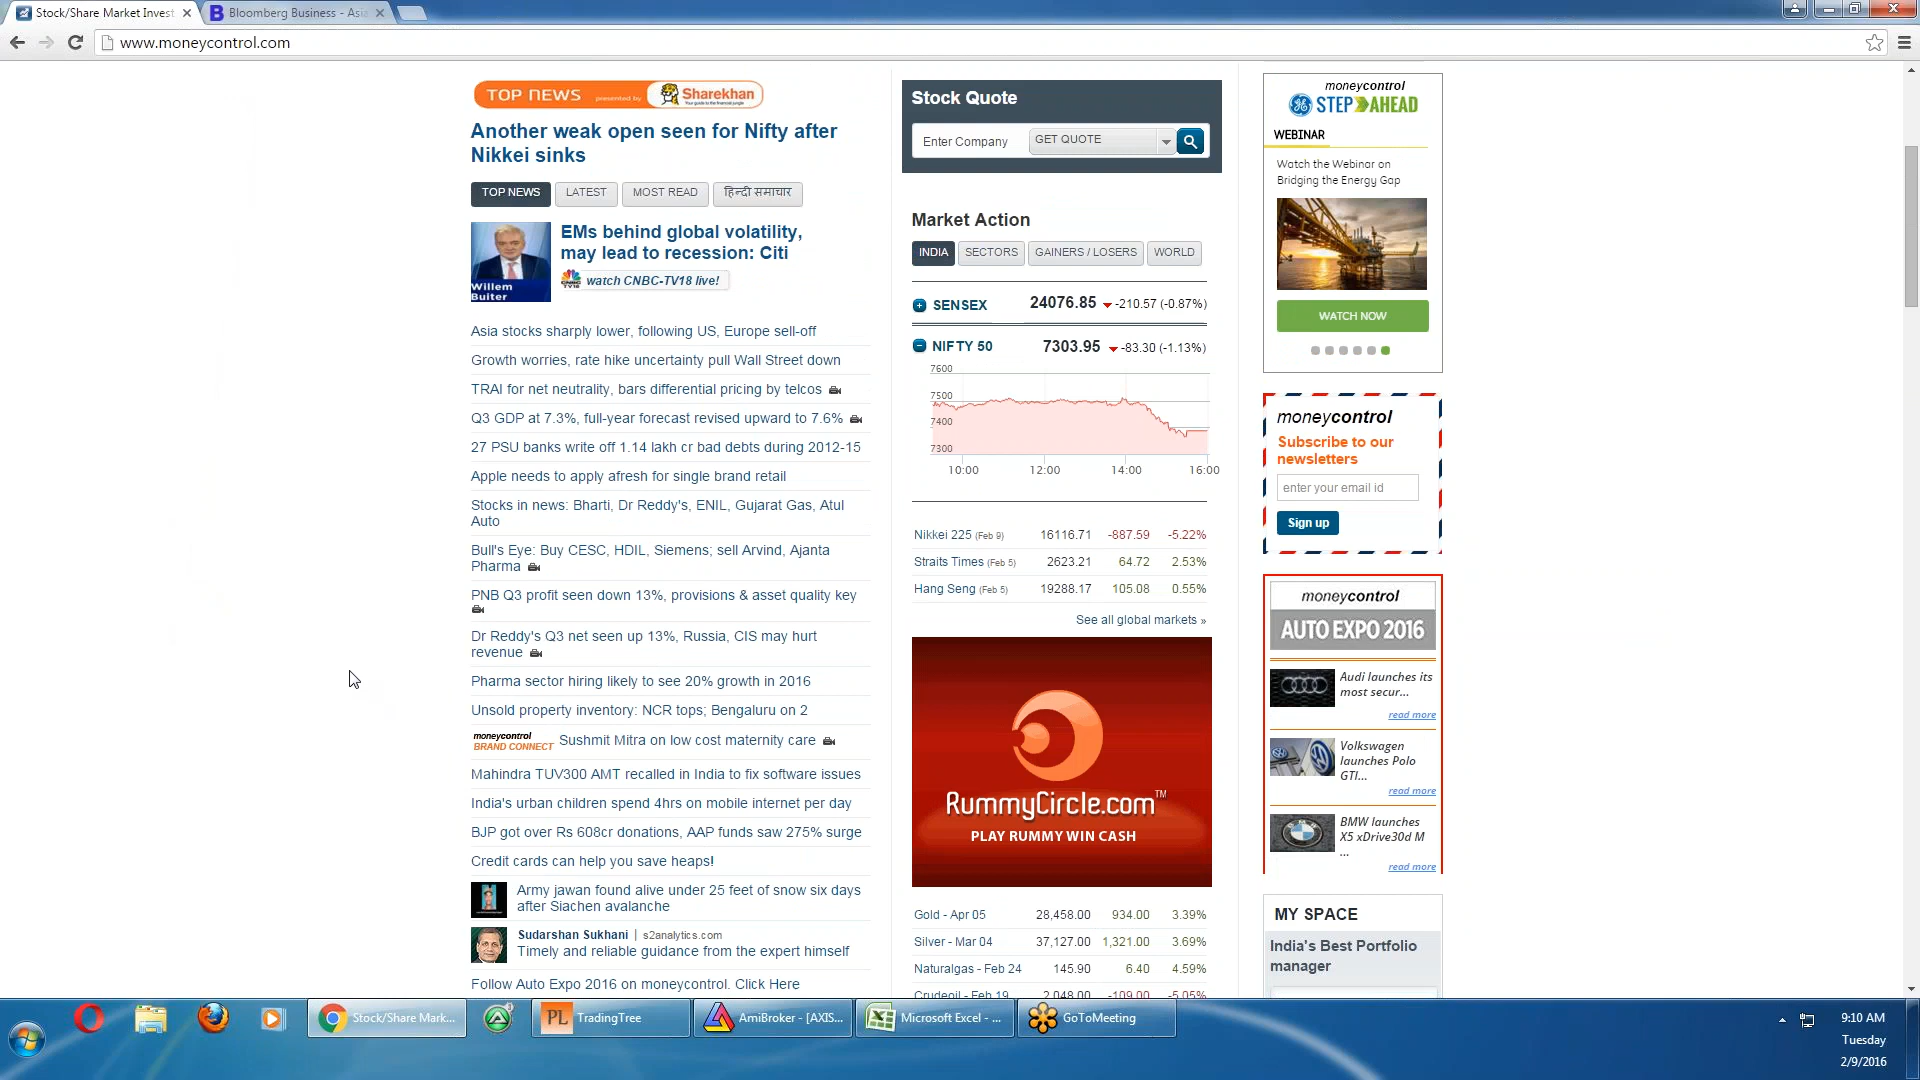 Stock/Share Market Invest
Bloomberg Business - Asia
www.moneycontrol.com
TOP NEWS presented by Sharekhan
Your guide to the financial jungle
Another weak open seen for Nifty after
Nikkei sinks
TOP NEWS
LATEST
MOST READ
हिन्दी समाचार
Willem
Buiter
EMs behind global volatility,
may lead to recession: Citi
CNBC TV18
watch CNBC-TV18 live!
Asia stocks sharply lower, following US, Europe sell-off
Growth worries, rate hike uncertainty pull Wall Street down
TRAI for net neutrality, bars differential pricing by telcos
Q3 GDP at 7.3%, full-year forecast revised upward to 7.6%
27 PSU banks write off 1.14 lakh cr bad debts during 2012-15
Apple needs to apply afresh for single brand retail
Stocks in news: Bharti, Dr Reddy's, ENIL, Gujarat Gas, Atul
Auto
Bull's Eye: Buy CESC, HDIL, Siemens; sell Arvind, Ajanta
Pharma
PNB Q3 profit seen down 13%, provisions & asset quality key
Dr Reddy's Q3 net seen up 13%, Russia, CIS may hurt
revenue
Pharma sector hiring likely to see 20% growth in 2016
Unsold property inventory: NCR tops; Bengaluru on 2
moneycontrol
BRAND CONNECT
Sushmit Mitra on low cost maternity care
Mahindra TUV300 AMT recalled in India to fix software issues
India's urban children spend 4hrs on mobile internet per day
BJP got over Rs 608cr donations, AAP funds saw 275% surge
Credit cards can help you save heaps!
Army jawan found alive under 25 feet of snow six days
after Siachen avalanche
Sudarshan Sukhani | s2analytics.com
Timely and reliable guidance from the expert himself
Follow Auto Expo 2016 on moneycontrol. Click Here
Stock Quote
Enter Company
GET QUOTE
Market Action
INDIA
SECTORS
GAINERS / LOSERS
WORLD
SENSEX 24076.85 -210.57 (-0.87%)
NIFTY 50 7303.95 -83.30 (-1.13%)
7600
7500
7400
7300
10:00 12:00 14:00 16:00
Nikkei 225 (Feb 9) 16116.71 -887.59 -5.22%
Straits Times (Feb 5) 2623.21 64.72 2.53%
Hang Seng (Feb 5) 19288.17 105.08 0.55%
See all global markets »
RummyCircle.com™
PLAY RUMMY WIN CASH
Gold - Apr 05 28,458.00 934.00 3.39%
Silver - Mar 04 37,127.00 1,321.00 3.69%
Naturalgas - Feb 24 145.90 6.40 4.59%
Crudeoil - Feb 19 2,048.00 -109.00 -5.05%
moneycontrol
STEP AHEAD
WEBINAR
Watch the Webinar on
Bridging the Energy Gap
WATCH NOW
moneycontrol
Subscribe to our
newsletters
enter your email id
Sign up
moneycontrol
AUTO EXPO 2016
Audi launches its
most secur...
read more
Volkswagen
launches Polo
GTI...
read more
BMW launches
X5 xDrive30d M
...
read more
MY SPACE
India's Best Portfolio
manager
Stock/Share Mark...
PL TradingTree
AmiBroker - [AXIS...
Microsoft Excel - ...
GoToMeeting
9:10 AM
Tuesday
2/9/2016